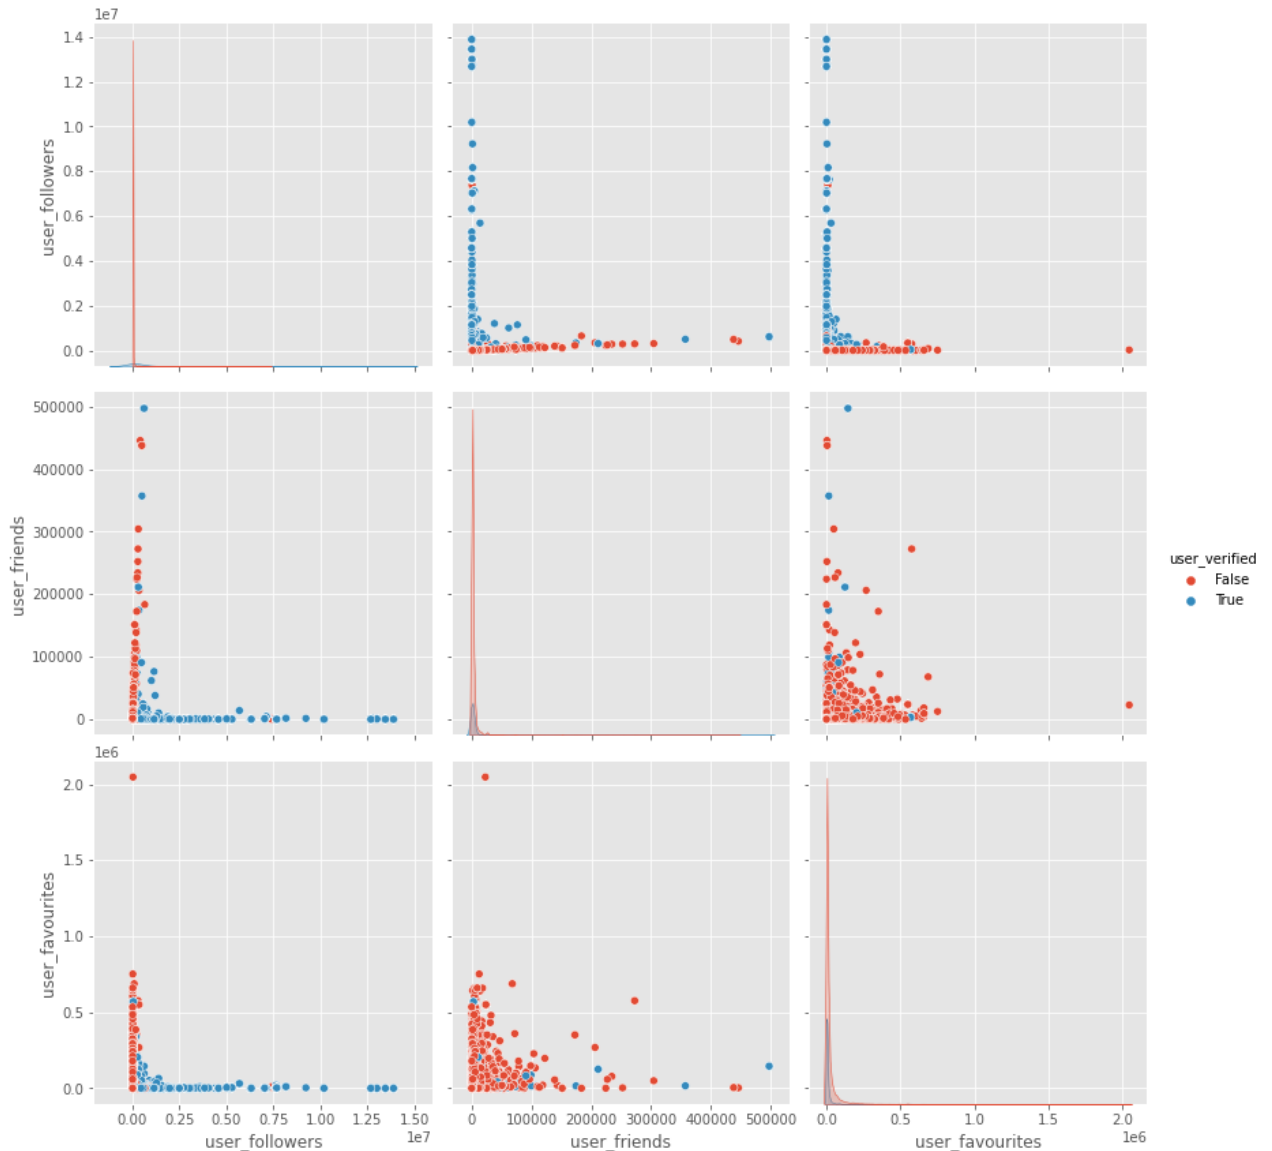 1e7
1.4
1.2
1.0
0.8
0.6
0.4
0.2
0.0
user_followers
500000
400000
300000
200000
100000
0
user_friends
user_verified
False
True
1e6
2.0
1.5
1.0
0.5
0.0
user_favourites
0.00 0.25 0.50 0.75 1.00 1.25 1.50
1e7
user_followers
0 100000 200000 300000 400000 500000
user_friends
0.0 0.5 1.0 1.5 2.0
1e6
user_favourites